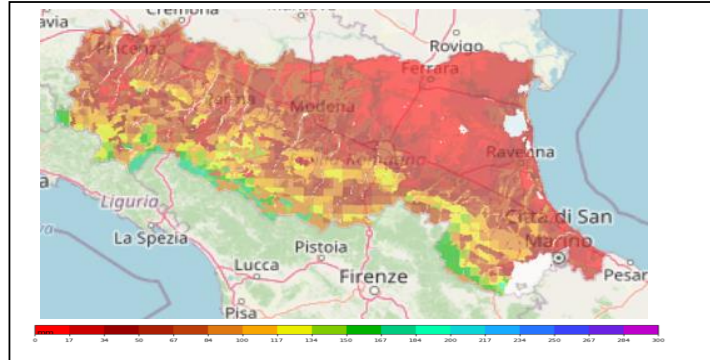 Cremona
Rovigo
Piacenza
Ferrara
Parma
Modena
Ravenna
Liguria
Città di San
Marino
La Spezia
Pistoia
Lucca
Firenze
Pesar
Pisa
0 17 34 50 67 84 100 117 134 150 167 184 200 217 234 250 267 284 300